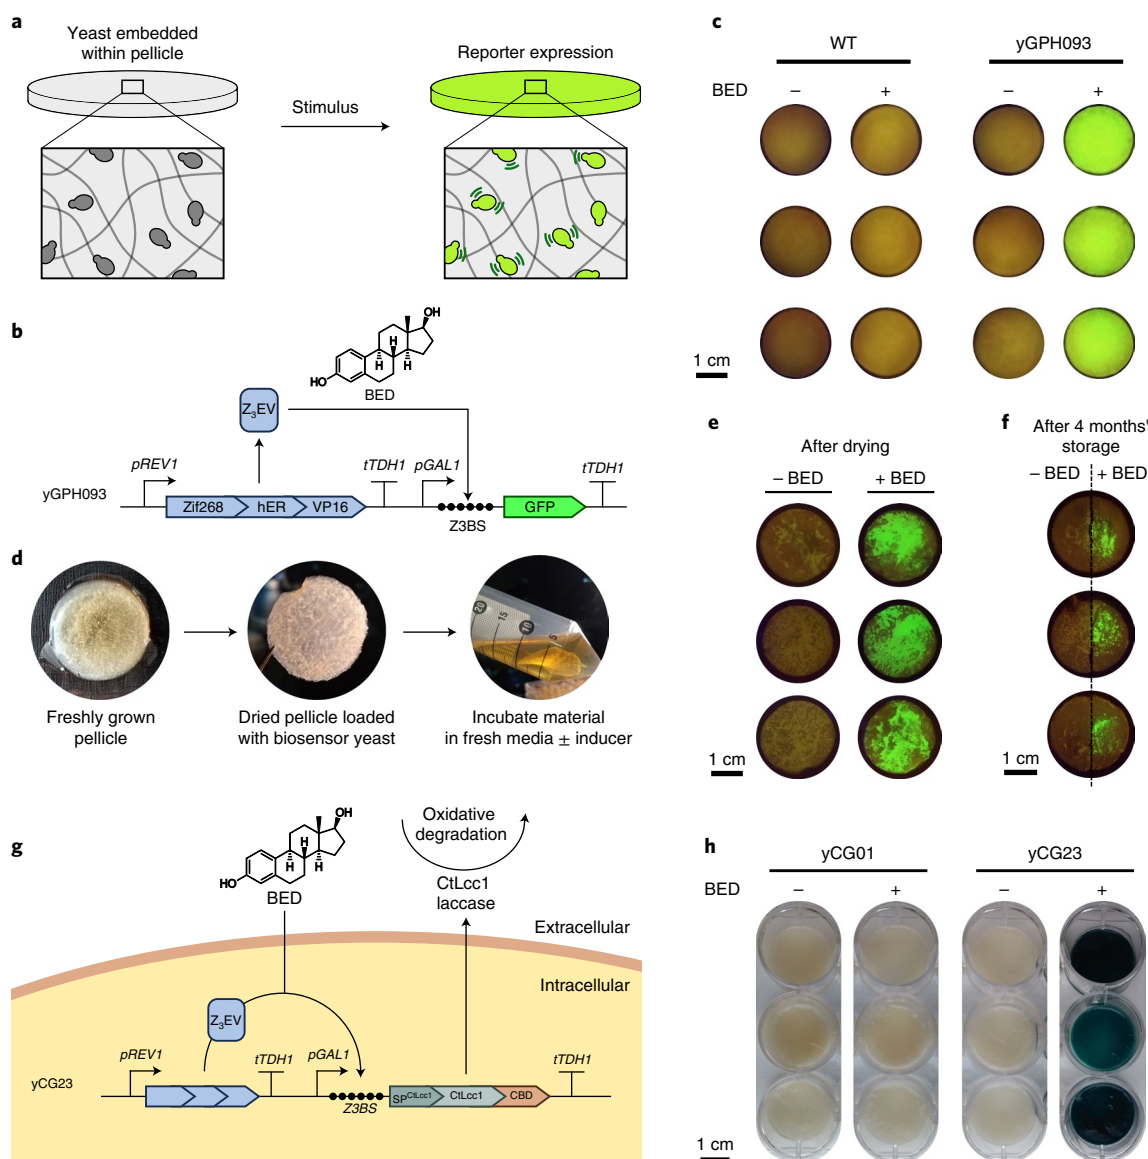 a
Yeast embedded
within pellicle
Stimulus
Reporter expression
b
OH
H
H
H
HO
BED
Z3EV
pREV1
tTDH1
pGAL1
tTDH1
yGPH093
Zif268
hER
VP16
Z3BS
GFP
c
WT
yGPH093
BED
–
+
–
+
1 cm
d
20
15
10
5
Freshly grown
pellicle
Dried pellicle loaded
with biosensor yeast
Incubate material
in fresh media ± inducer
e
After drying
– BED
+ BED
1 cm
f
After 4 months'
storage
– BED
+ BED
1 cm
g
OH
H
H
H
HO
BED
Oxidative
degradation
CtLcc1
laccase
Extracellular
Intracellular
Z3EV
pREV1
tTDH1
pGAL1
tTDH1
yCG23
Z3BS
SPCtLcc1
CtLcc1
CBD
h
yCG01
yCG23
BED
–
+
–
+
1 cm